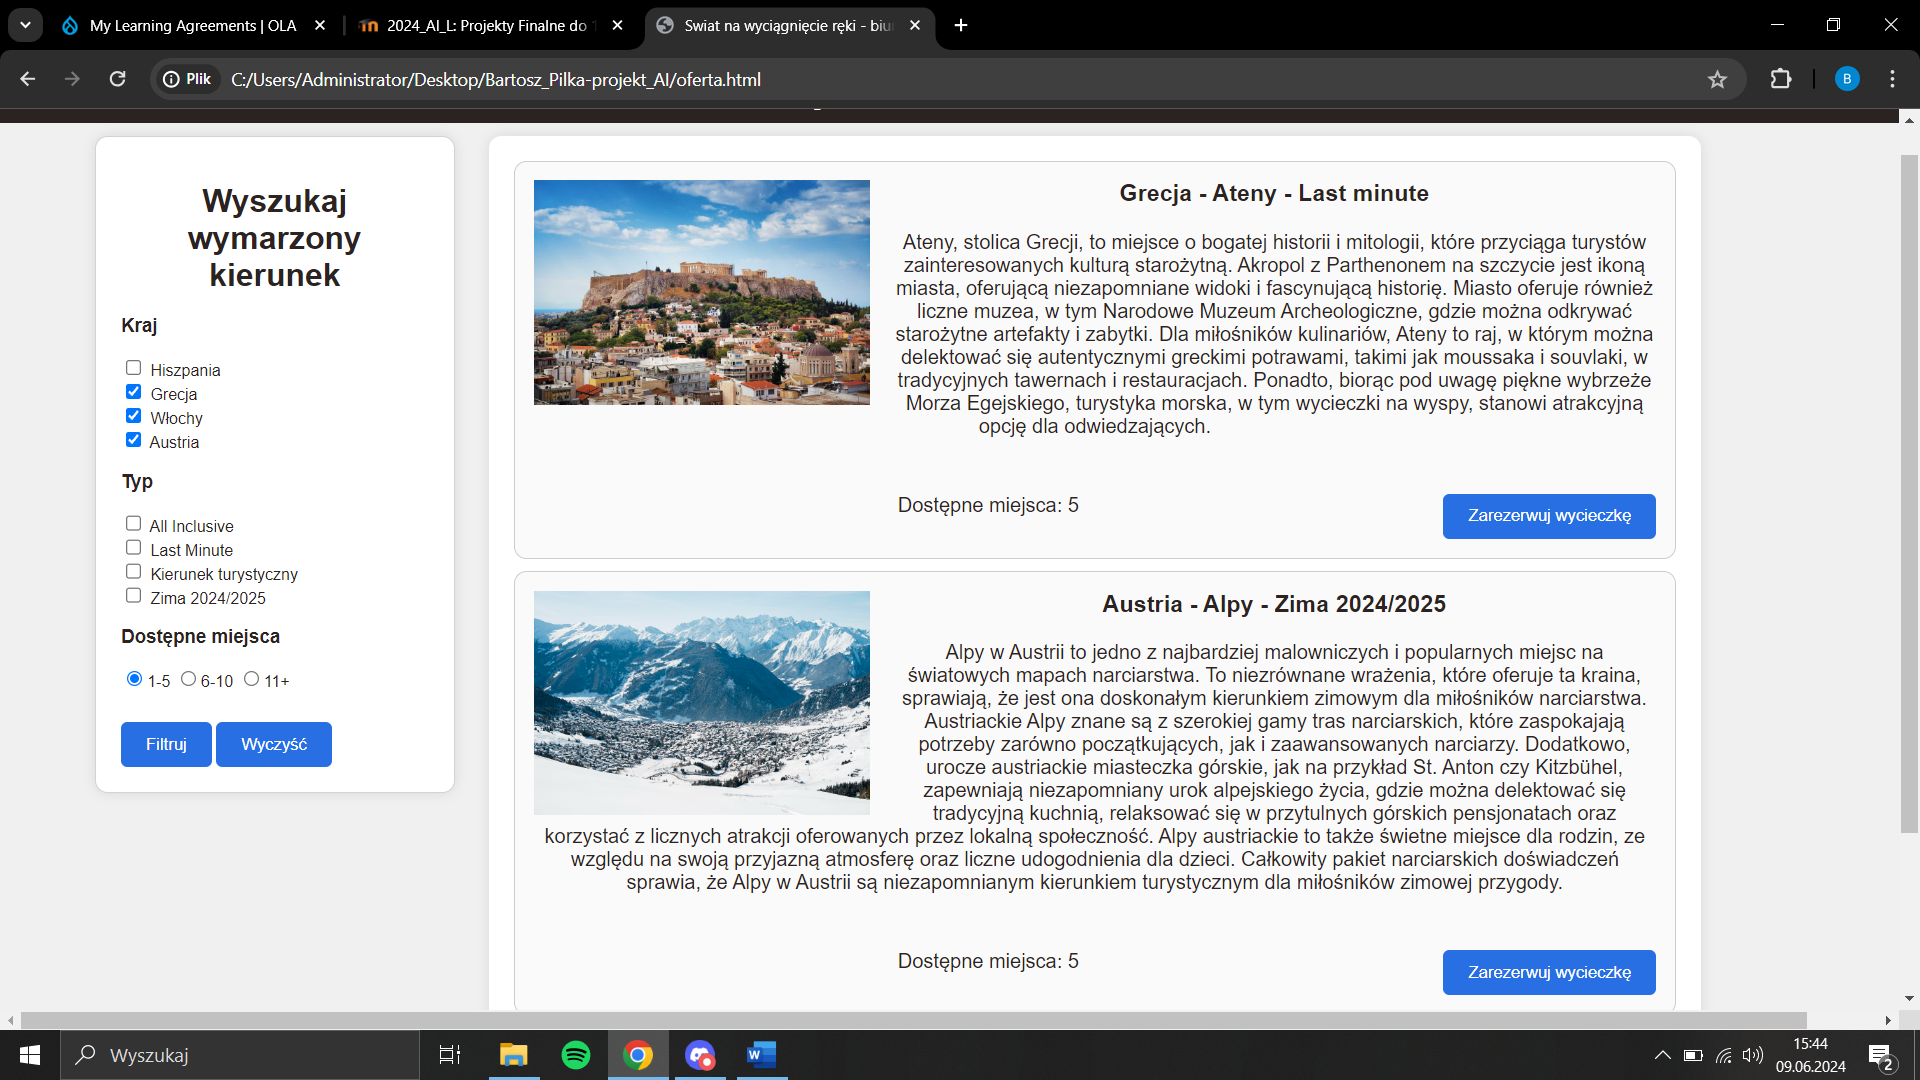 My Learning Agreements | OLA
2024_AI_L: Projekty Finalne do
Swiat na wyciągnięcie ręki - biu
Plik
C:/Users/Administrator/Desktop/Bartosz_Pilka-projekt_AI/oferta.html
B
Wyszukaj
wymarzony
kierunek
Kraj
Hiszpania
Grecja
Włochy
Austria
Typ
All Inclusive
Last Minute
Kierunek turystyczny
Zima 2024/2025
Dostępne miejsca
1-5 6-10 11+
Filtruj Wyczyść
Grecja - Ateny - Last minute
Ateny, stolica Grecji, to miejsce o bogatej historii i mitologii, które przyciąga turystów
zainteresowanych kulturą starożytną. Akropol z Parthenonem na szczycie jest ikoną
miasta, oferującą niezapomniane widoki i fascynującą historię. Miasto oferuje również
liczne muzea, w tym Narodowe Muzeum Archeologiczne, gdzie można odkrywać
starożytne artefakty i zabytki. Dla miłośników kulinariów, Ateny to raj, w którym można
delektować się autentycznymi greckimi potrawami, takimi jak moussaka i souvlaki, w
tradycyjnych tawernach i restauracjach. Ponadto, biorąc pod uwagę piękne wybrzeże
Morza Egejskiego, turystyka morska, w tym wycieczki na wyspy, stanowi atrakcyjną
opcję dla odwiedzających.
Dostępne miejsca: 5
Zarezerwuj wycieczkę
Austria - Alpy - Zima 2024/2025
Alpy w Austrii to jedno z najbardziej malowniczych i popularnych miejsc na
światowych mapach narciarstwa. To niezrównane wrażenia, które oferuje ta kraina,
sprawiają, że jest ona doskonałym kierunkiem zimowym dla miłośników narciarstwa.
Austriackie Alpy znane są z szerokiej gamy tras narciarskich, które zaspokajają
potrzeby zarówno początkujących, jak i zaawansowanych narciarzy. Dodatkowo,
urocze austriackie miasteczka górskie, jak na przykład St. Anton czy Kitzbühel,
zapewniają niezapomniany urok alpejskiego życia, gdzie można delektować się
tradycyjną kuchnią, relaksować się w przytulnych górskich pensjonatach oraz
korzystać z licznych atrakcji oferowanych przez lokalną społeczność. Alpy austriackie to także świetne miejsce dla rodzin, ze
względu na swoją przyjazną atmosferę oraz liczne udogodnienia dla dzieci. Całkowity pakiet narciarskich doświadczeń
sprawia, że Alpy w Austrii są niezapomnianym kierunkiem turystycznym dla miłośników zimowej przygody.
Dostępne miejsca: 5
Zarezerwuj wycieczkę
Wyszukaj
15:44
09.06.2024
2